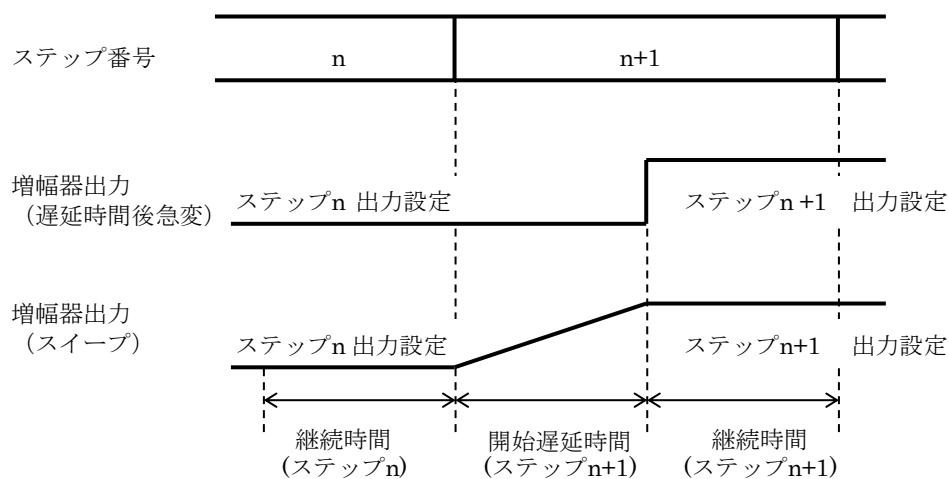 ステップ番号 n n+1
増幅器出力
（遅延時間後急変） ステップn 出力設定 ステップn +1 出力設定
増幅器出力
（スイープ） ステップn 出力設定 ステップn+1 出力設定
継続時間 開始遅延時間 継続時間
(ステップn) (ステップn+1) (ステップn+1)